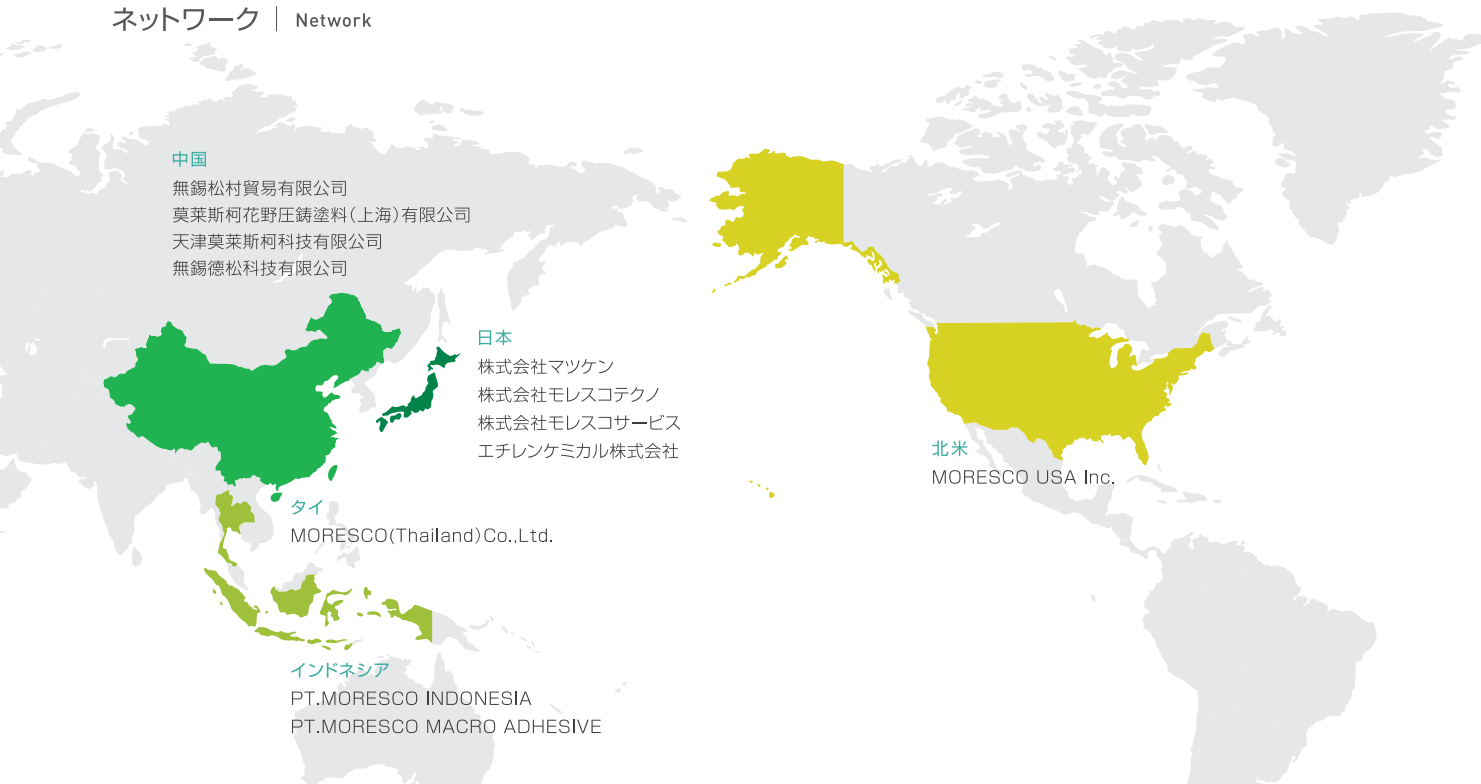 ネットワーク | Network
中国
無錫松村貿易有限公司
莫莱斯柯花野圧鋳塗料(上海)有限公司
天津莫莱斯柯科技有限公司
無錫德松科技有限公司
日本
株式会社マツケン
株式会社モレスコテクノ
株式会社モレスコサービス
エチレンケミカル株式会社
北米
MORESCO USA Inc.
タイ
MORESCO(Thailand)Co.,Ltd.
インドネシア
PT.MORESCO INDONESIA
PT.MORESCO MACRO ADHESIVE